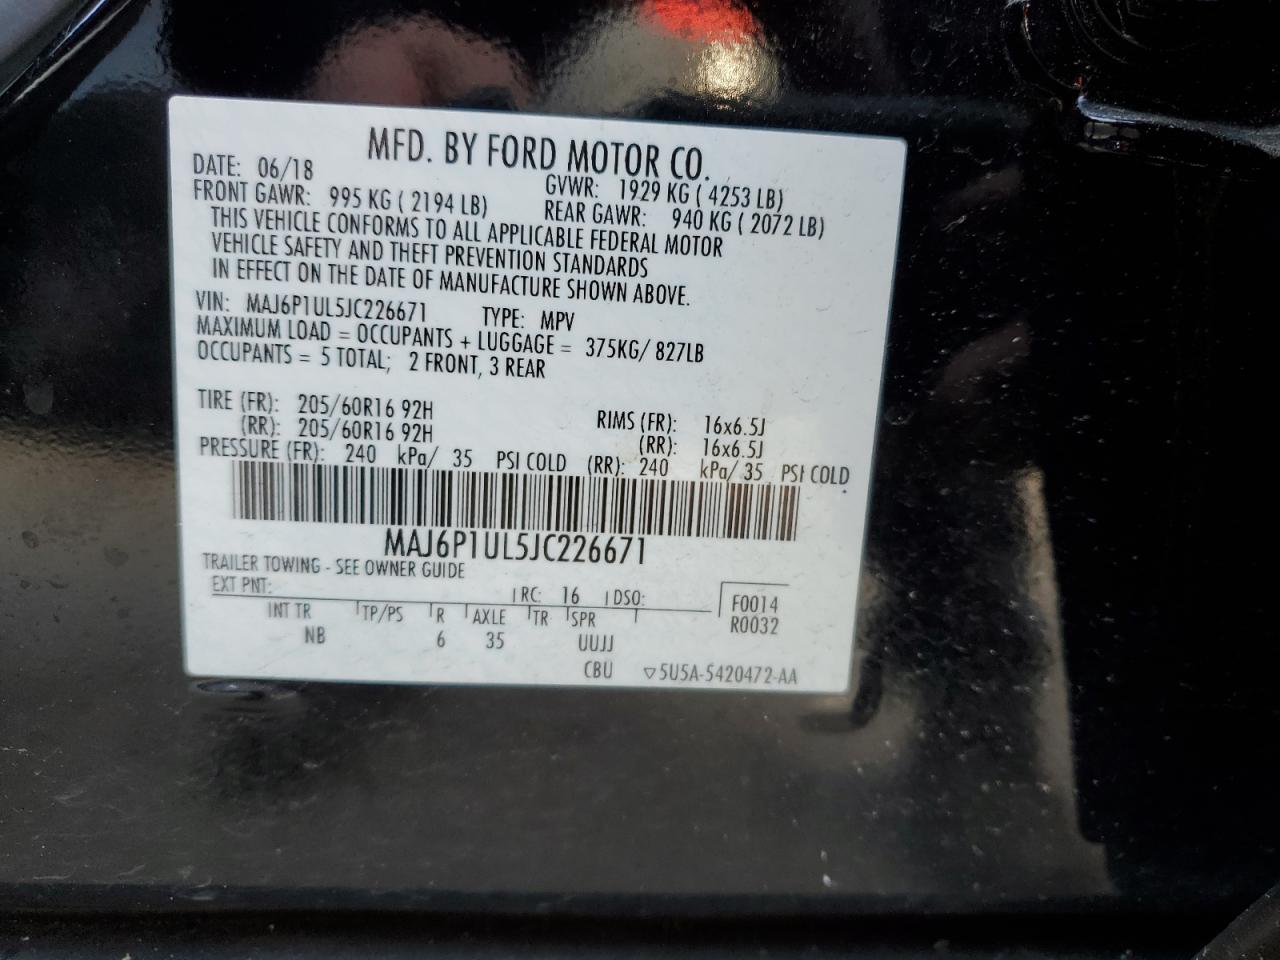 MFD. BY FORD MOTOR CO.
DATE: 06/18 GVWR: 1929 KG ( 4253 LB)
FRONT GAWR: 995 KG ( 2194 LB) REAR GAWR: 940 KG ( 2072 LB)
THIS VEHICLE CONFORMS TO ALL APPLICABLE FEDERAL MOTOR
VEHICLE SAFETY AND THEFT PREVENTION STANDARDS
IN EFFECT ON THE DATE OF MANUFACTURE SHOWN ABOVE.
VIN: MAJ6P1UL5JC226671 TYPE: MPV
MAXIMUM LOAD = OCCUPANTS + LUGGAGE = 375KG/ 827LB
OCCUPANTS = 5 TOTAL; 2 FRONT, 3 REAR
TIRE (FR): 205/60R16 92H RIMS (FR): 16x6.5J
(RR): 205/60R16 92H (RR): 16x6.5J
PRESSURE (FR): 240 kPa/ 35 PSI COLD (RR): 240 kPa/ 35 PSI COLD
MAJ6P1UL5JC226671
TRAILER TOWING - SEE OWNER GUIDE
EXT PNT: RC: 16 DSO: F0014
INT TR TP/PS R AXLE TR SPR R0032
NB 6 35 UUJJ
CBU ▽5U5A-5420472-AA